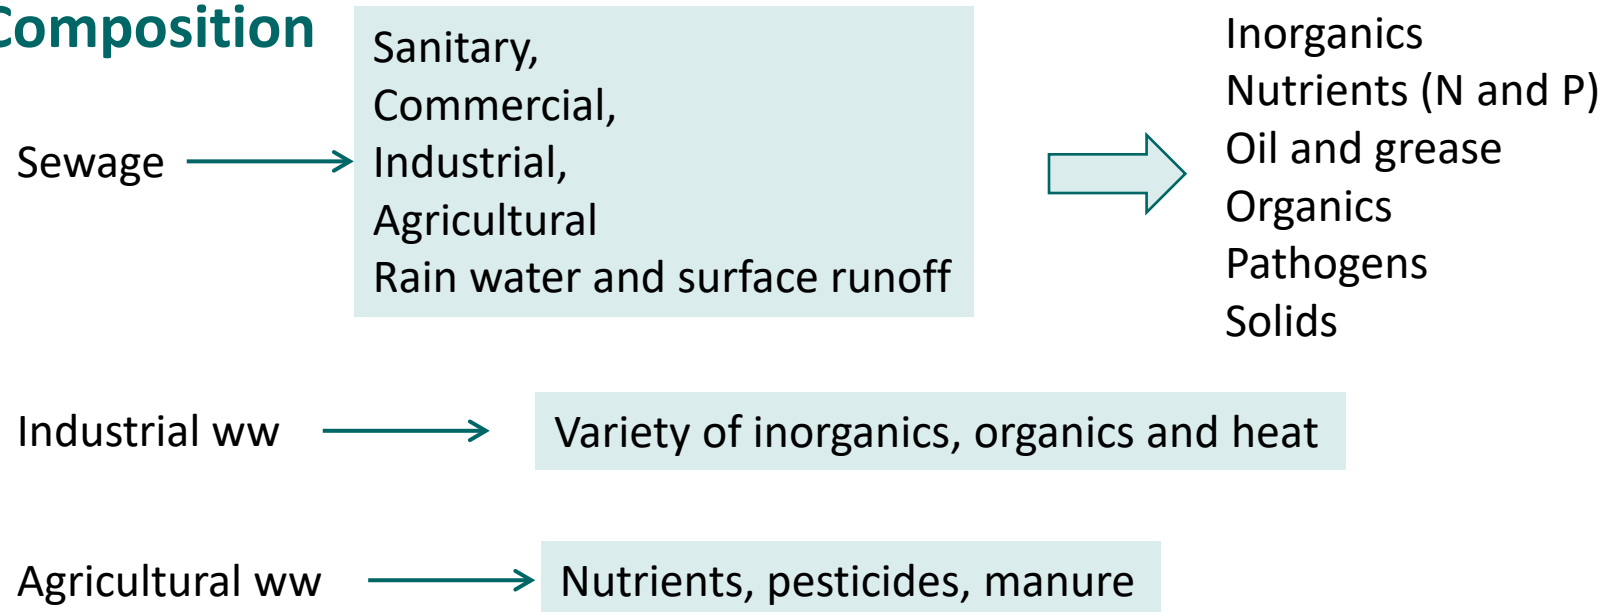 Composition
Sewage
Sanitary,
Commercial,
Industrial,
Agricultural
Rain water and surface runoff
Inorganics
Nutrients (N and P)
Oil and grease
Organics
Pathogens
Solids
Industrial ww
Variety of inorganics, organics and heat
Agricultural ww
Nutrients, pesticides, manure